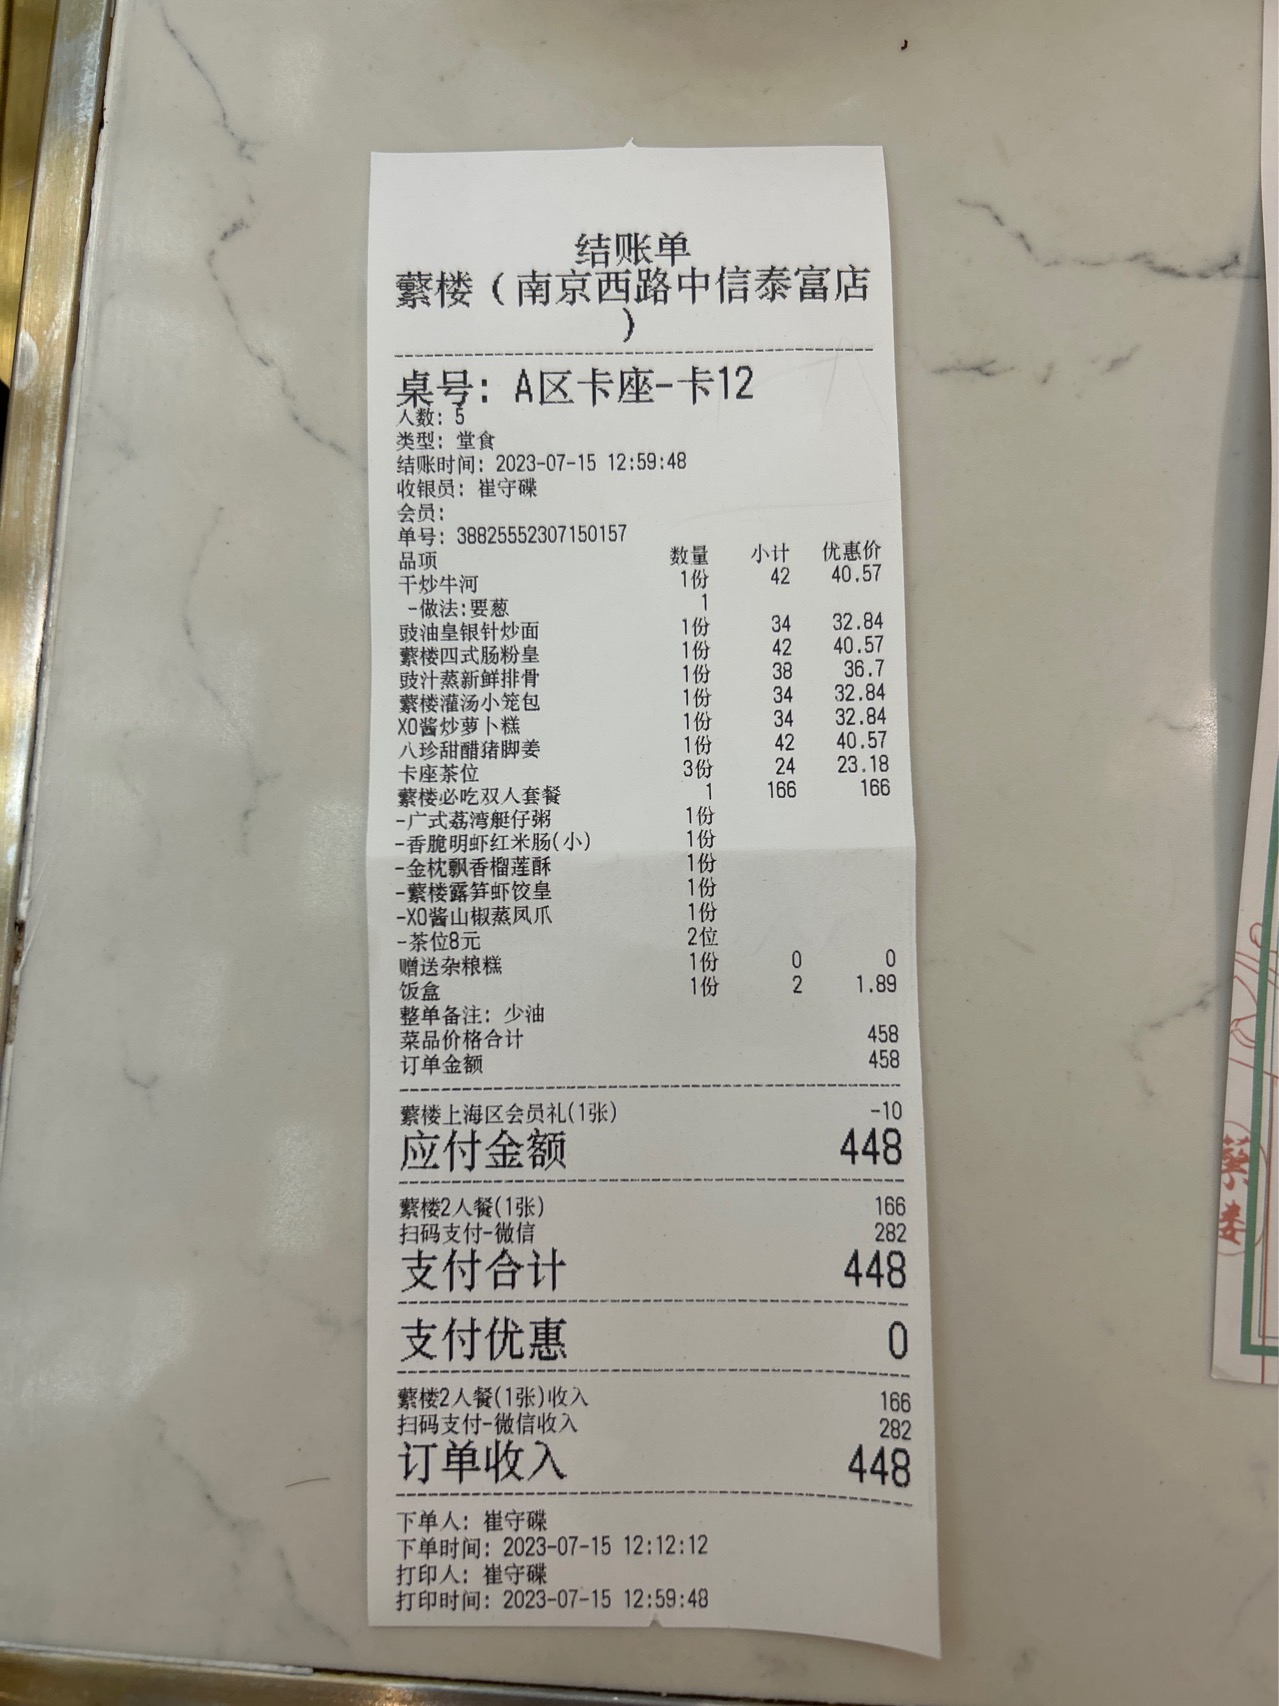 结账单
蘩楼（南京西路中信泰富店
）
桌号：A区卡座-卡12
人数：5
类型：堂食
结账时间：2023-07-15 12:59:48
收银员：崔守碟
会员：
单号：38825552307150157
品项 数量 小计 优惠价
干炒牛河 1份 42 40.57
-做法:要葱 1
豉油皇银针炒面 1份 34 32.84
蘩楼四式肠粉皇 1份 42 40.57
豉汁蒸新鲜排骨 1份 38 36.7
蘩楼灌汤小笼包 1份 34 32.84
XO酱炒萝卜糕 1份 34 32.84
八珍甜醋猪脚姜 1份 42 40.57
卡座茶位 3份 24 23.18
蘩楼必吃双人套餐 1 166 166
-广式荔湾艇仔粥 1份
-香脆明虾红米肠(小) 1份
-金枕飘香榴莲酥 1份
-蘩楼露笋虾饺皇 1份
-XO酱山椒蒸凤爪 1份
-茶位8元 2位
赠送杂粮糕 1份 0 0
饭盒 1份 2 1.89
整单备注：少油
菜品价格合计 458
订单金额 458
蘩楼上海区会员礼(1张) -10
应付金额 448
蘩楼2人餐(1张) 166
扫码支付-微信 282
支付合计 448
支付优惠 0
蘩楼2人餐(1张)收入 166
扫码支付-微信收入 282
订单收入 448
下单人：崔守碟
下单时间：2023-07-15 12:12:12
打印人：崔守碟
打印时间：2023-07-15 12:59:48